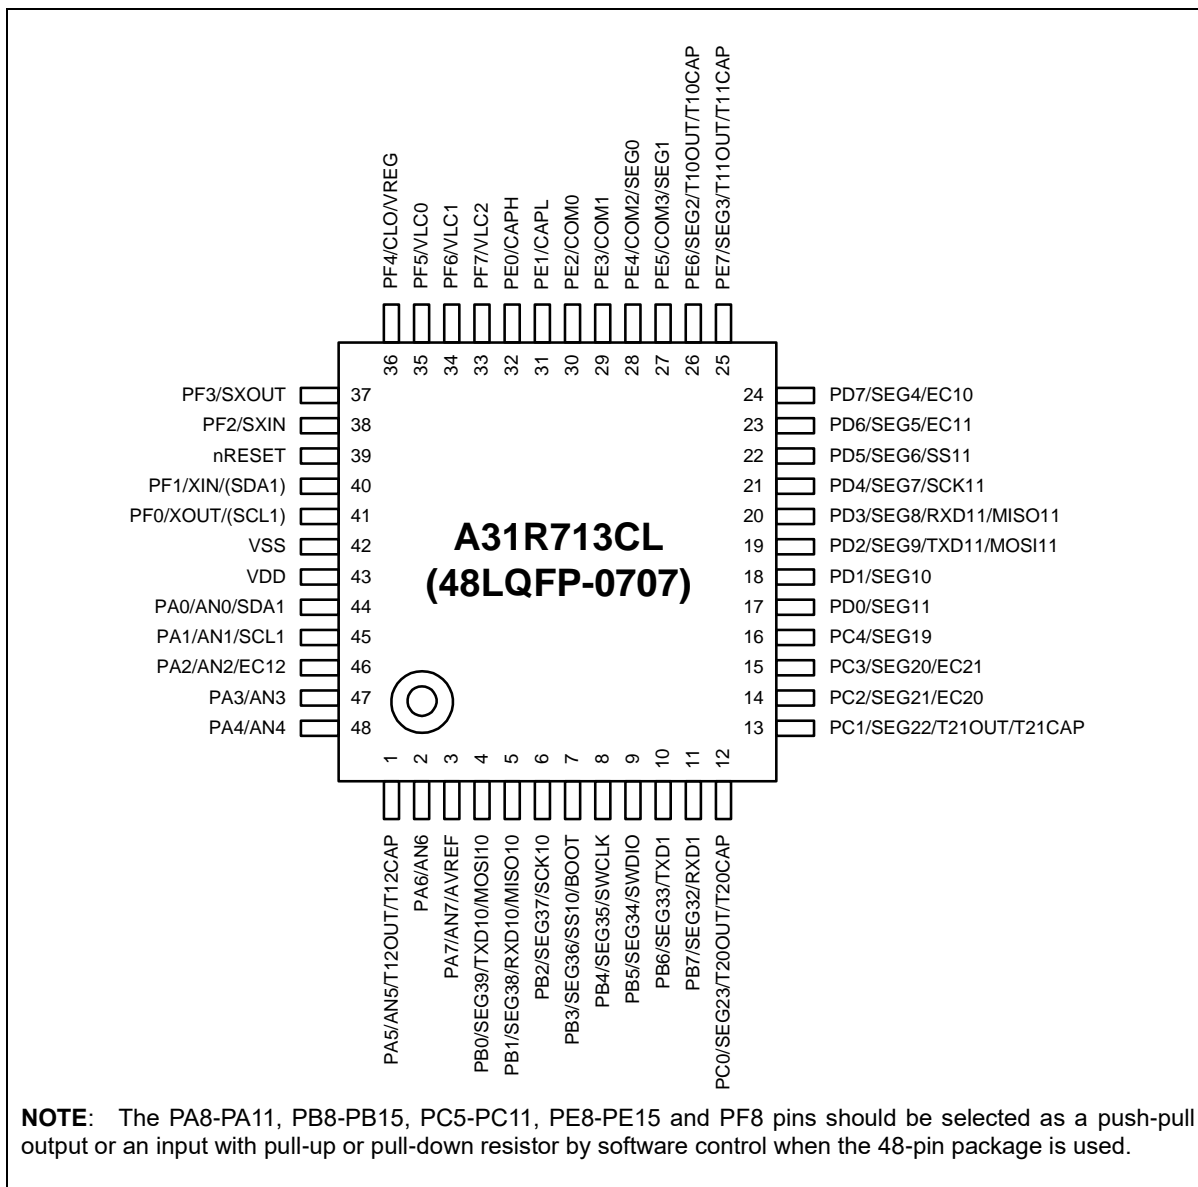 PF4/CLO/VREG
PF5/VLC0
PF6/VLC1
PF7/VLC2
PE0/CAPH
PE1/CAPL
PE2/COM0
PE3/COM1
PE4/COM2/SEG0
PE5/COM3/SEG1
PE6/SEG2/T10OUT/T10CAP
PE7/SEG3/T11OUT/T11CAP
36 35 34 33 32 31 30 29 28 27 26 25
PF3/SXOUT 37
PF2/SXIN 38
nRESET 39
PF1/XIN/(SDA1) 40
PF0/XOUT/(SCL1) 41
VSS 42
VDD 43
PA0/AN0/SDA1 44
PA1/AN1/SCL1 45
PA2/AN2/EC12 46
PA3/AN3 47
PA4/AN4 48
A31R713CL
(48LQFP-0707)
24 PD7/SEG4/EC10
23 PD6/SEG5/EC11
22 PD5/SEG6/SS11
21 PD4/SEG7/SCK11
20 PD3/SEG8/RXD11/MISO11
19 PD2/SEG9/TXD11/MOSI11
18 PD1/SEG10
17 PD0/SEG11
16 PC4/SEG19
15 PC3/SEG20/EC21
14 PC2/SEG21/EC20
13 PC1/SEG22/T21OUT/T21CAP
1 2 3 4 5 6 7 8 9 10 11 12
PA5/AN5/T12OUT/T12CAP
PA6/AN6
PA7/AN7/AVREF
PB0/SEG39/TXD10/MOSI10
PB1/SEG38/RXD10/MISO10
PB2/SEG37/SCK10
PB3/SEG36/SS10/BOOT
PB4/SEG35/SWCLK
PB5/SEG34/SWDIO
PB6/SEG33/TXD1
PB7/SEG32/RXD1
PC0/SEG23/T20OUT/T20CAP
NOTE: The PA8-PA11, PB8-PB15, PC5-PC11, PE8-PE15 and PF8 pins should be selected as a push-pull
output or an input with pull-up or pull-down resistor by software control when the 48-pin package is used.